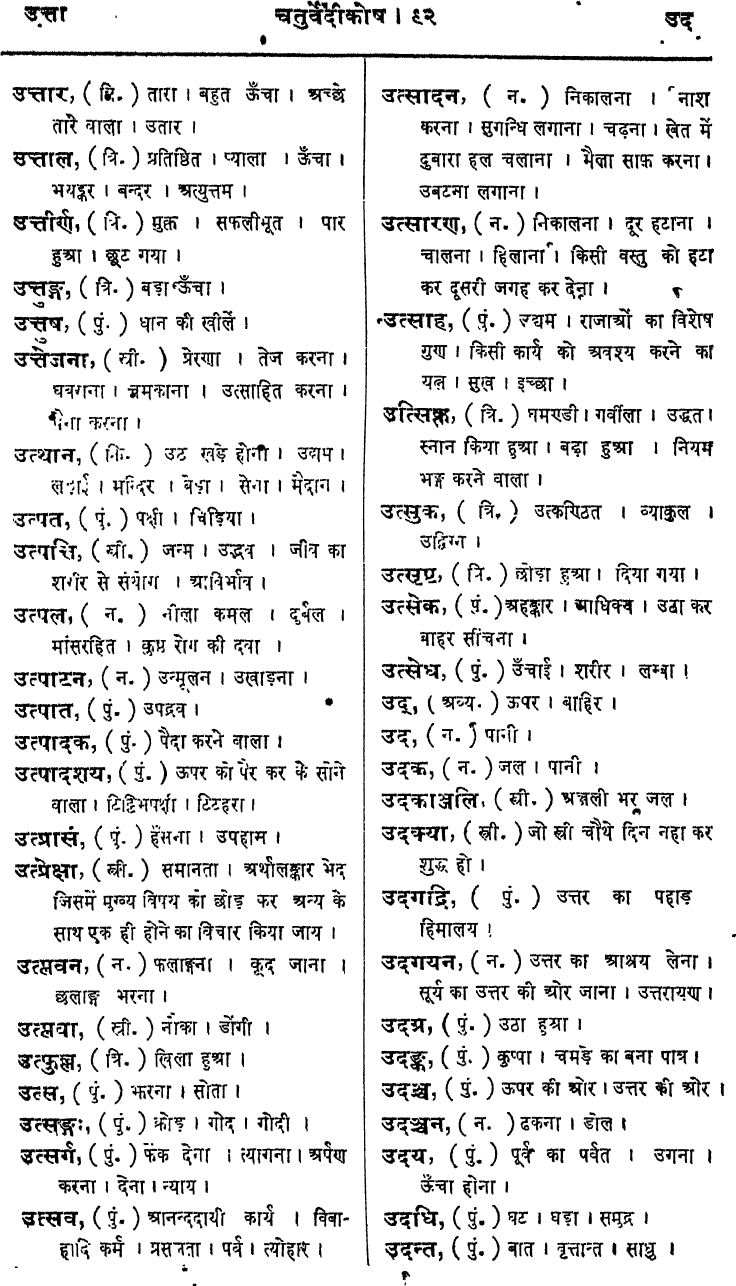 उत्ता
चतुर्वेदीकोष । ९२
उद्
उत्तार, (त्रि.) तारा । बहुत ऊँचा । अच्छे
तारे वाला । उतार ।
उत्ताल, (त्रि.) प्रतिष्ठित । प्याला । ऊँचा ।
भयङ्कर । बन्दर । अत्युत्तम ।
उत्तीर्ण, (त्रि.) मुक्त । सफलीभूत । पार
हुआ । छूट गया ।
उत्तुङ्ग, (त्रि.) बड़ा ऊँचा ।
उत्तुष, (पुं.) धान की खीलें ।
उत्तेजना, (स्त्री.) प्रेरणा । तेज करना ।
घबराना । चमकाना । उत्साहित करना ।
पैना करना ।
उत्थान, (क्रि.) उठ खड़े होनी । उद्यम ।
लड़ाई । मन्दिर । बेड़ा । सेना । मैदान ।
उत्पत, (पुं.) पक्षी । चिड़िया ।
उत्पत्ति, (स्त्री.) जन्म । उद्भव । जीव का
शरीर से संयोग । आविर्भाव ।
उत्पल, (न.) नीला कमल । दुर्बल ।
मांसरहित । कुष्ठ रोग की दवा ।
उत्पाटन, (न.) उन्मूलन । उखाड़ना ।
उत्पात, (पुं.) उपद्रव ।
उत्पादक, (पुं.) पैदा करने वाला ।
उत्पादशय, (पुं.) ऊपर को पैर कर के सोने
वाला । टिट्टिभपक्षी । टिटहरा ।
उत्प्रासं, (पुं.) हँसना । उपहास ।
उत्प्रेक्षा, (स्त्री.) समानता । अर्थालङ्कार भेद
जिसमें मुख्य विषय को छोड़ कर अन्य के
साथ एक ही होने का विचार किया जाय ।
उत्प्लवन, (न.) फलाङ्गना । कूद जाना ।
छलाङ्ग भरना ।
उत्प्लवा, (स्त्री.) नौका । डोंगी ।
उत्फुल्ल, (त्रि.) खिला हुआ ।
उत्स, (पुं.) झरना । सोता ।
उत्सङ्गः, (पुं.) क्रोड़ । गोद । गोदी ।
उत्सर्ग, (पुं.) फेंक देना । त्यागना । अर्पण
करना । देना । न्याय ।
उत्सव, (पुं.) आनन्ददायी कार्य । विवा-
हादि कर्म । प्रसन्नता । पर्व । त्योहार ।
उत्सादन, (न.) निकालना । नाश
करना । सुगन्धि लगाना । चढ़ना । खेत में
दुबारा हल चलाना । मैला साफ़ करना ।
उबटना लगाना ।
उत्सारण, (न.) निकालना । दूर हटाना ।
चालना । हिलाना । किसी वस्तु को हटा
कर दूसरी जगह कर देना ।
उत्साह, (पुं.) उद्यम । राजाओं का विशेष
गुण । किसी कार्य को अवश्य करने का
यत्न । सुख । इच्छा ।
उत्सिक्त, (त्रि.) घमण्डी । गर्वीला । उद्धत ।
स्नान किया हुआ । बढ़ा हुआ । नियम
भङ्ग करने वाला ।
उत्सुक, (त्रि.) उत्कण्ठित । व्याकुल ।
उद्विग्न ।
उत्सृष्ट, (त्रि.) छोड़ा हुआ । दिया गया ।
उत्सेक, (पुं.) अहङ्कार । आधिक्य । उठा कर
बाहर सींचना ।
उत्सेध, (पुं.) उँचाई । शरीर । लम्बा ।
उद्, (अव्य.) ऊपर । बाहिर ।
उद, (न.) पानी ।
उदक, (न.) जल । पानी ।
उदकाञ्जलि, (स्त्री.) अञ्जली भर जल ।
उदक्या, (स्त्री.) जो स्त्री चौथे दिन नहा कर
शुद्ध हो ।
उदगद्रि, (पुं.) उत्तर का पहाड़
हिमालय !
उदगयन, (न.) उत्तर का आश्रय लेना ।
सूर्य का उत्तर की ओर जाना । उत्तरायण ।
उदग्र, (पुं.) उठा हुआ ।
उदङ्क, (पुं.) कुप्पा । चमड़े का बना पात्र ।
उदञ्च, (पुं.) ऊपर की ओर । उत्तर की ओर ।
उदञ्चन, (न.) ढकना । डोल ।
उदय, (पुं.) पूर्व का पर्वत । उगना ।
ऊँचा होना ।
उदधि, (पुं.) घट । घड़ा । समुद्र ।
उदन्त, (पुं.) बात । वृत्तान्त । साधु ।